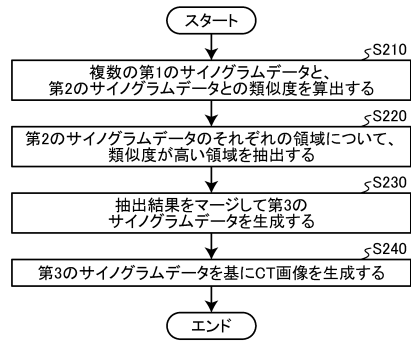 スタート
S210
複数の第1のサイノグラムデータと、
第2のサイノグラムデータとの類似度を算出する
S220
第2のサイノグラムデータのそれぞれの領域について、
類似度が高い領域を抽出する
S230
抽出結果をマージして第3の
サイノグラムデータを生成する
S240
第3のサイノグラムデータを基にCT画像を生成する
エンド